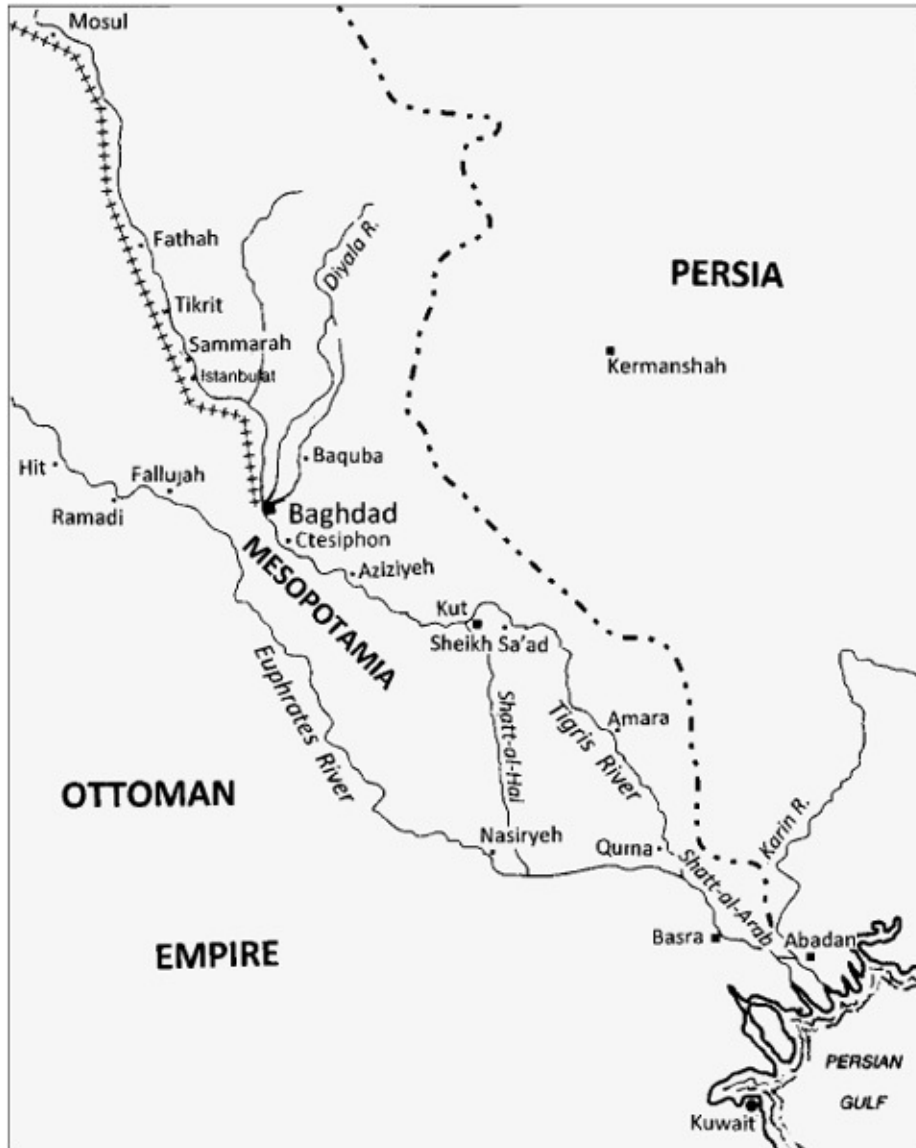 Mosul
Fathah
Diyala R.
PERSIA
Tikrit
Sammarah
Istanbulat
Kermanshah
Baquba
Hit
Fallujah
Ramadi
Baghdad
Ctesiphon
MESOPOTAMIA
Aziziyeh
Kut
Sheikh Sa'ad
Euphrates River
Shatt-al-Hai
Tigris River
Amara
OTTOMAN
Karin R.
Nasiryeh
Qurna
Shatt-al-Arab
Basra
Abadan
EMPIRE
PERSIAN
GULF
Kuwait